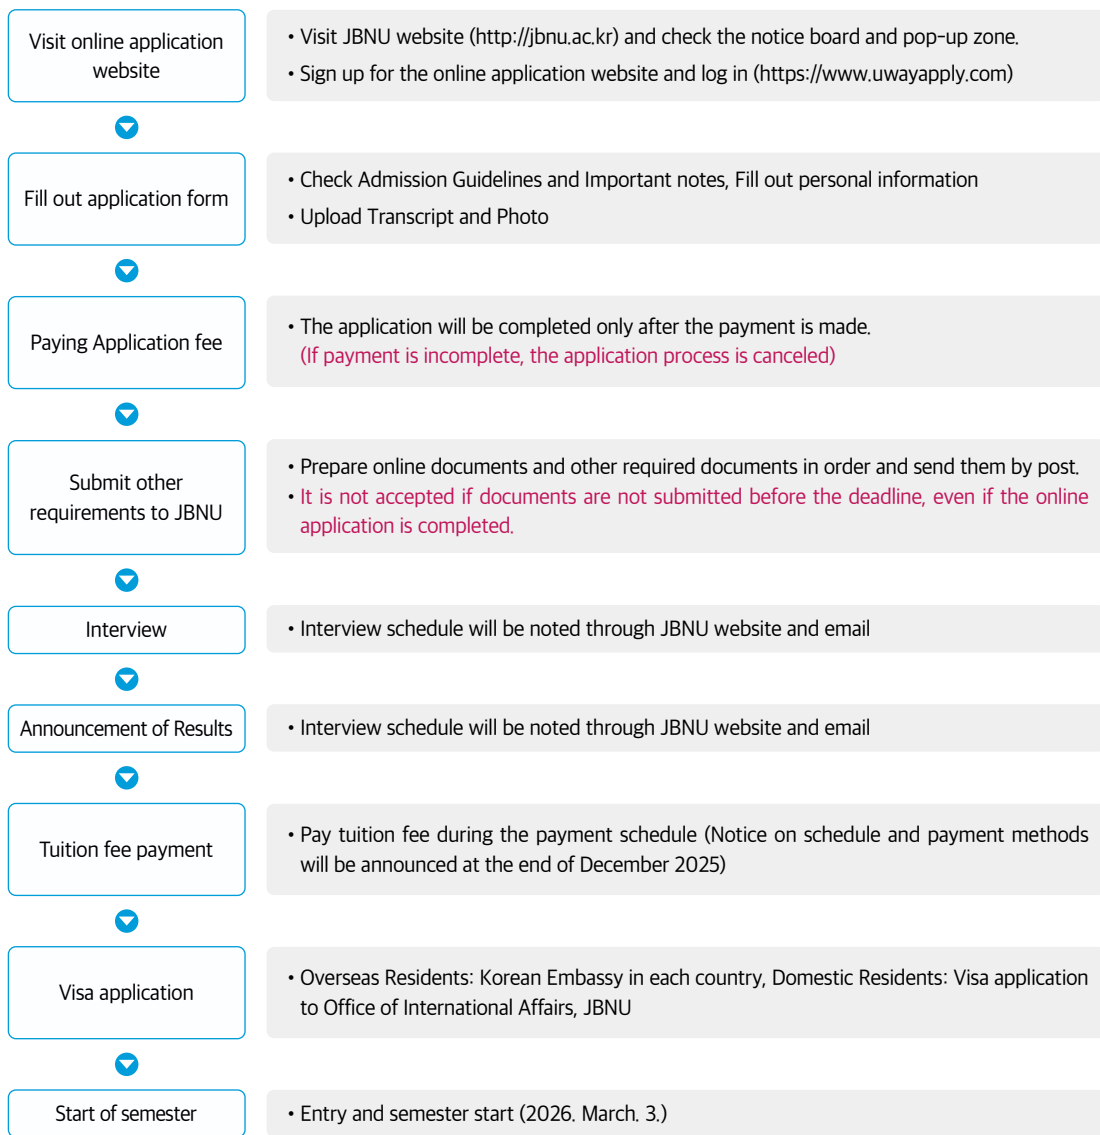 Visit online application
website
• Visit JBNU website (http://jbnu.ac.kr) and check the notice board and pop-up zone.
• Sign up for the online application website and log in (https://www.uwayapply.com)
Fill out application form
• Check Admission Guidelines and Important notes, Fill out personal information
• Upload Transcript and Photo
Paying Application fee
• The application will be completed only after the payment is made.
(If payment is incomplete, the application process is canceled)
Submit other
requirements to JBNU
• Prepare online documents and other required documents in order and send them by post.
• It is not accepted if documents are not submitted before the deadline, even if the online
application is completed.
Interview
• Interview schedule will be noted through JBNU website and email
Announcement of Results
• Interview schedule will be noted through JBNU website and email
Tuition fee payment
• Pay tuition fee during the payment schedule (Notice on schedule and payment methods
will be announced at the end of December 2025)
Visa application
• Overseas Residents: Korean Embassy in each country, Domestic Residents: Visa application
to Office of International Affairs, JBNU
Start of semester
• Entry and semester start (2026. March. 3.)